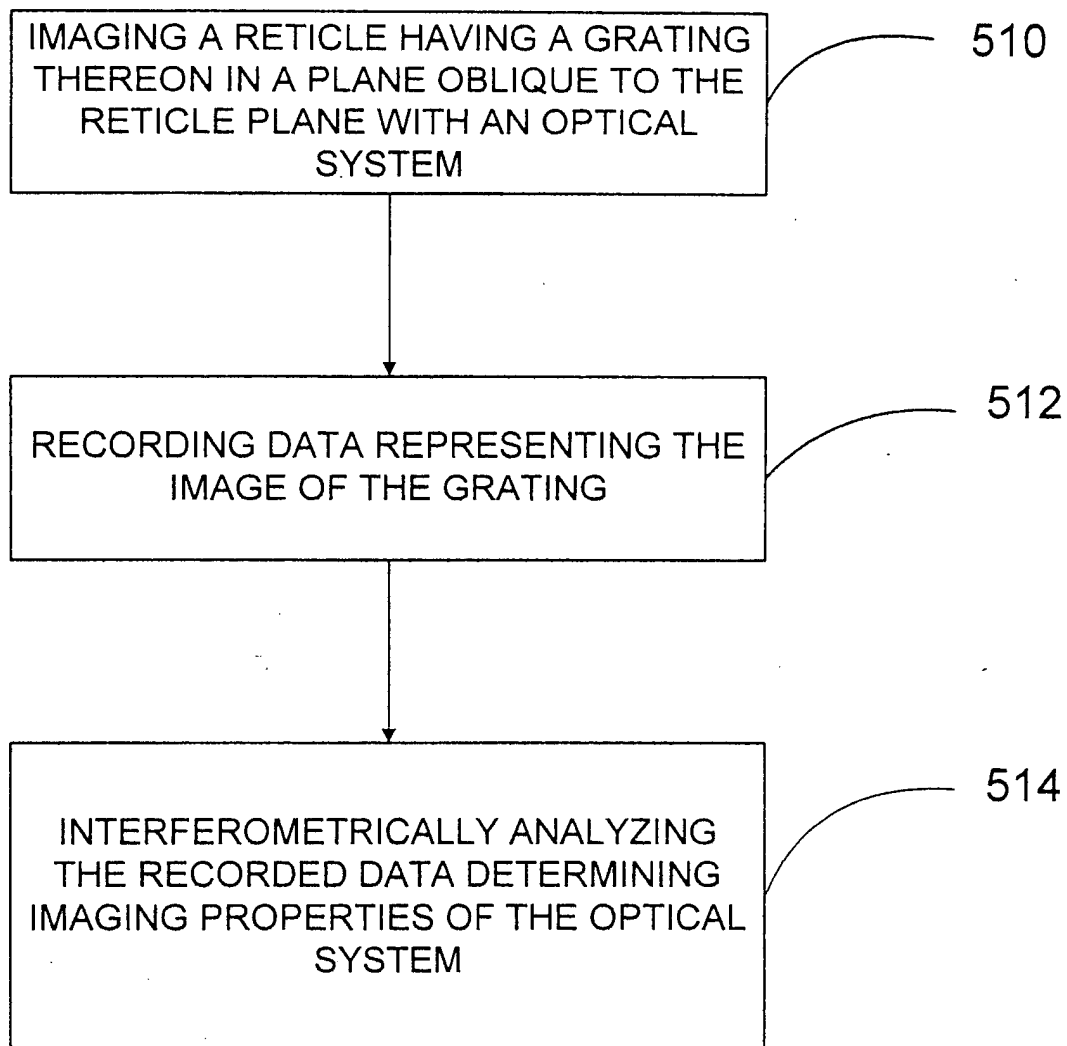 IMAGING A RETICLE HAVING A GRATING
THEREON IN A PLANE OBLIQUE TO THE
RETICLE PLANE WITH AN OPTICAL
SYSTEM
510
RECORDING DATA REPRESENTING THE
IMAGE OF THE GRATING
512
INTERFEROMETRICALLY ANALYZING
THE RECORDED DATA DETERMINING
IMAGING PROPERTIES OF THE OPTICAL
SYSTEM
514